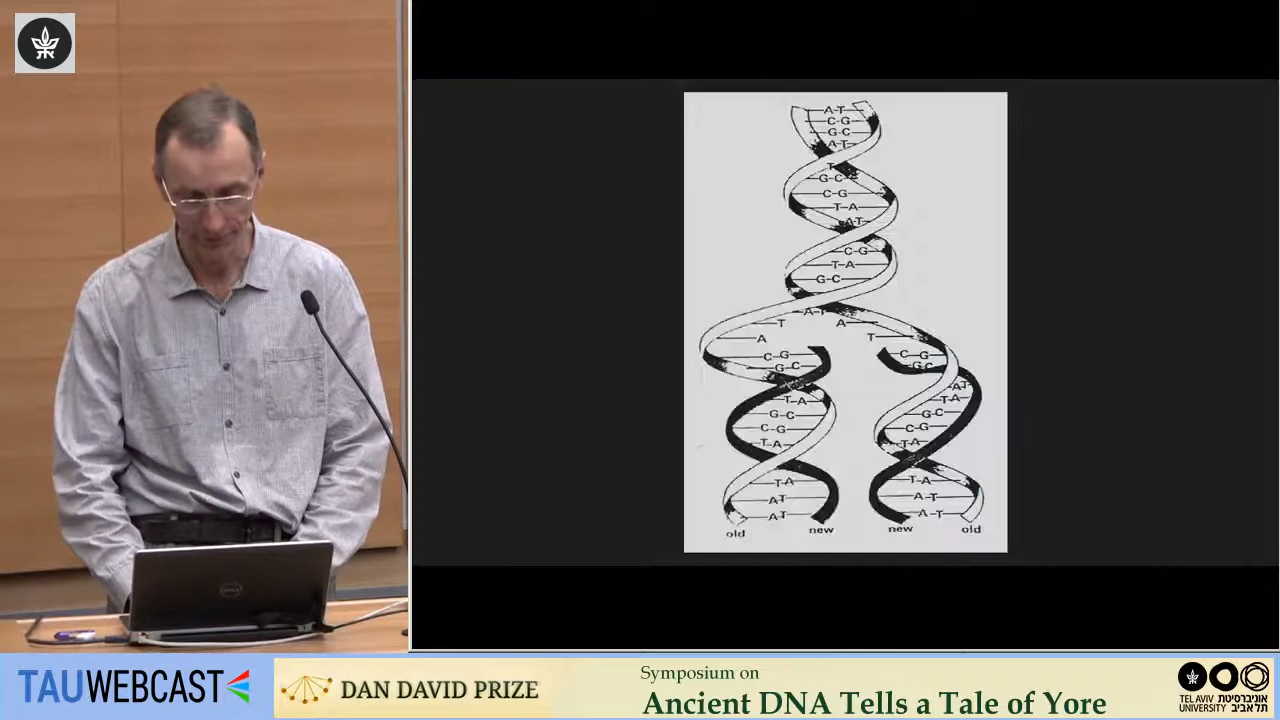 A-T
C-G
G-C
A-T
T
G-C
C-G
T-A
A-T
C-G
T-A
G-C
A-T
T
A
A
T
C-G
G-C
T-A
G-C
C-G
T-A
T-A
A-T
A-T
C-G
G-C
A-T
T-A
G-C
C-G
T-A
T-A
A-T
A-T
old
new
new
old
TAUWEBCAST
DAN DAVID PRIZE
Symposium on
Ancient DNA Tells a Tale of Yore
TEL AVIV
UNIVERSITY
אוניברסיטת
תל אביב